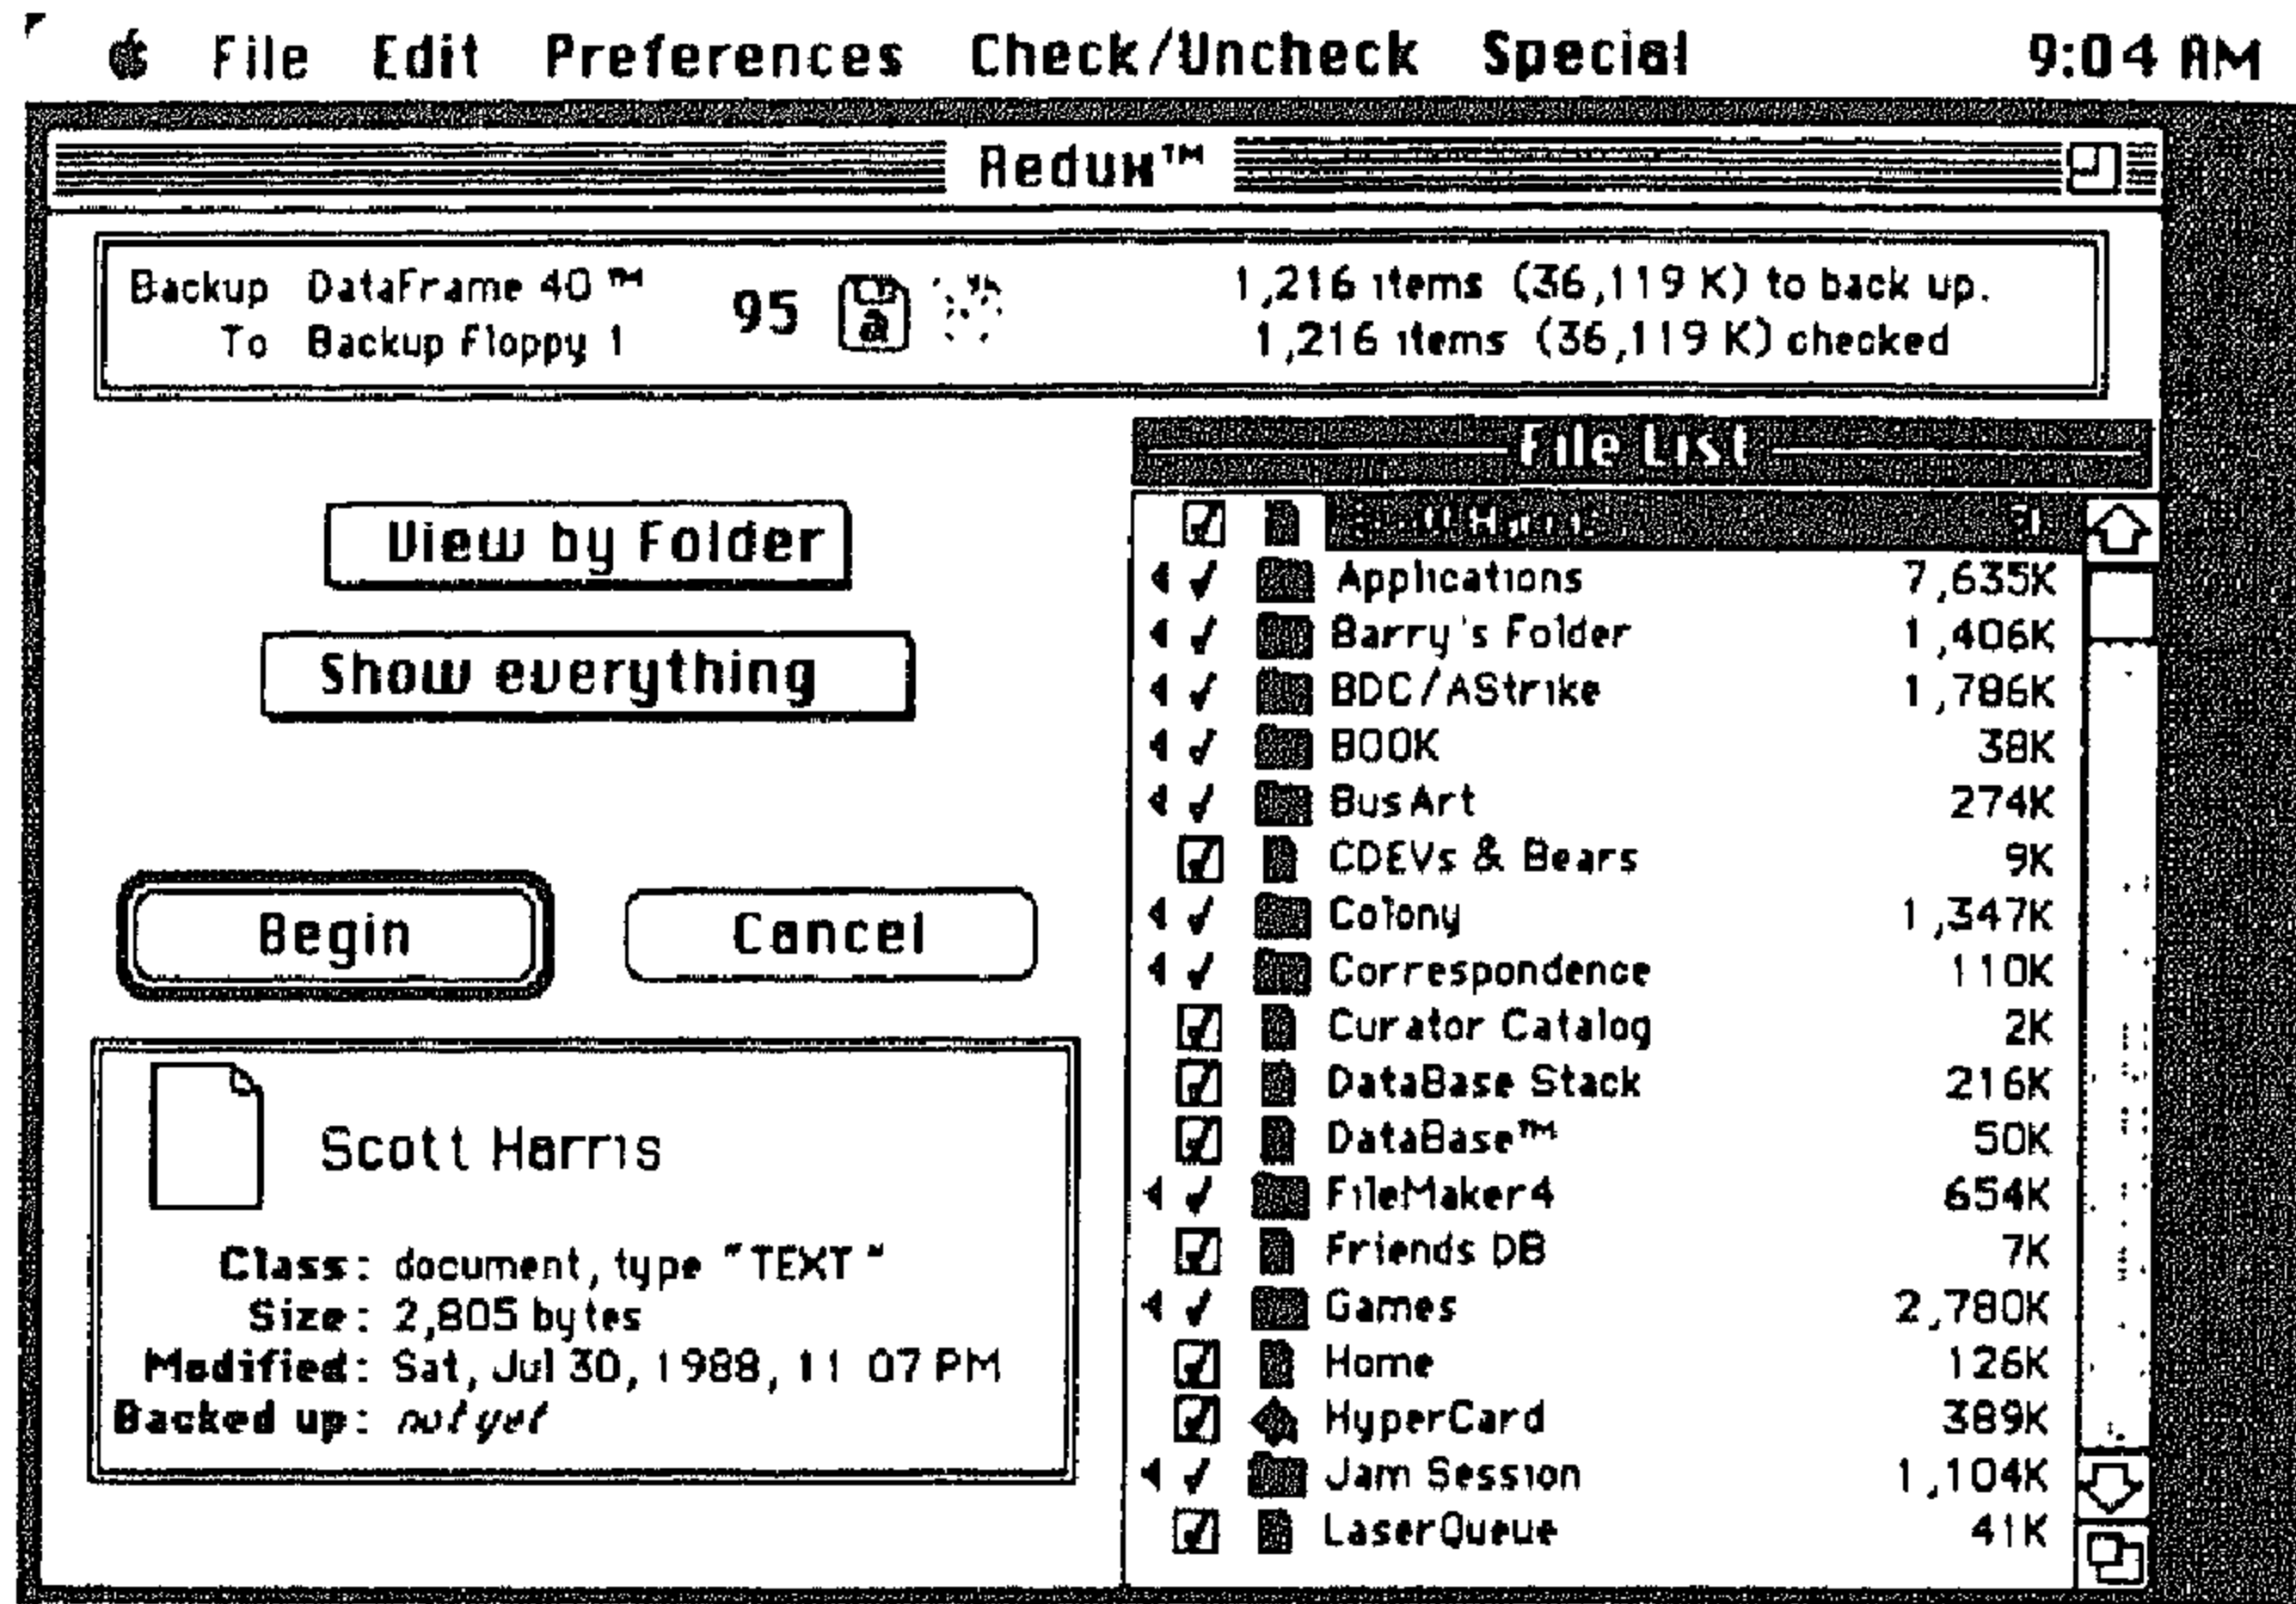 File Edit Preferences Check/Uncheck Special 9:04 AM
Redux™
Backup DataFrame 40™
To Backup Floppy 1
95
a
1,216 items (36,119 K) to back up.
1,216 items (36,119 K) checked
View by Folder
Show everything
Begin
Cancel
Scott Harris
Class: document, type "TEXT"
Size: 2,805 bytes
Modified: Sat, Jul 30, 1988, 11 07 PM
Backed up: not yet
File List
Applications 7,635K
Barry's Folder 1,406K
BDC/AStrike 1,786K
BOOK 38K
BusArt 274K
CDEVs & Bears 9K
Colony 1,347K
Correspondence 110K
Curator Catalog 2K
DataBase Stack 216K
DataBase™ 50K
FileMaker4 654K
Friends DB 7K
Games 2,780K
Home 126K
HyperCard 389K
Jam Session 1,104K
LaserQueue 41K